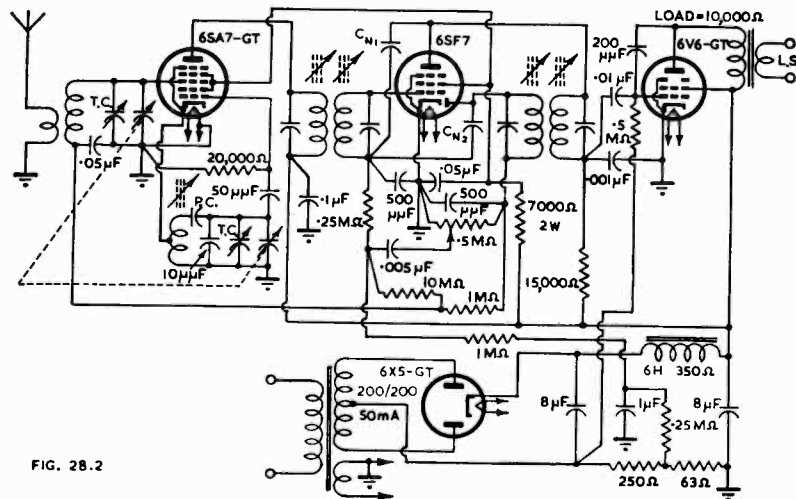 LOAD=10,000Ω
6SA7-GT
CN1
6SF7
200
μμF
6V6-GT
L.S.
.01μF
T.C.
.5
MΩ
CN2
.05μF
20,000Ω
.05μF
.001μF
50μμF
.1μF
500
μμF
500
μμF
7000Ω
2W
P.C.
T.C.
.25MΩ
.5MΩ
.005μF
15,000Ω
10μμF
10MΩ
1MΩ
1MΩ
6H 350Ω
6X5-GT
200/200
50mA
8μF
1μF
8μF
.25MΩ
250Ω
63Ω
FIG. 28.2